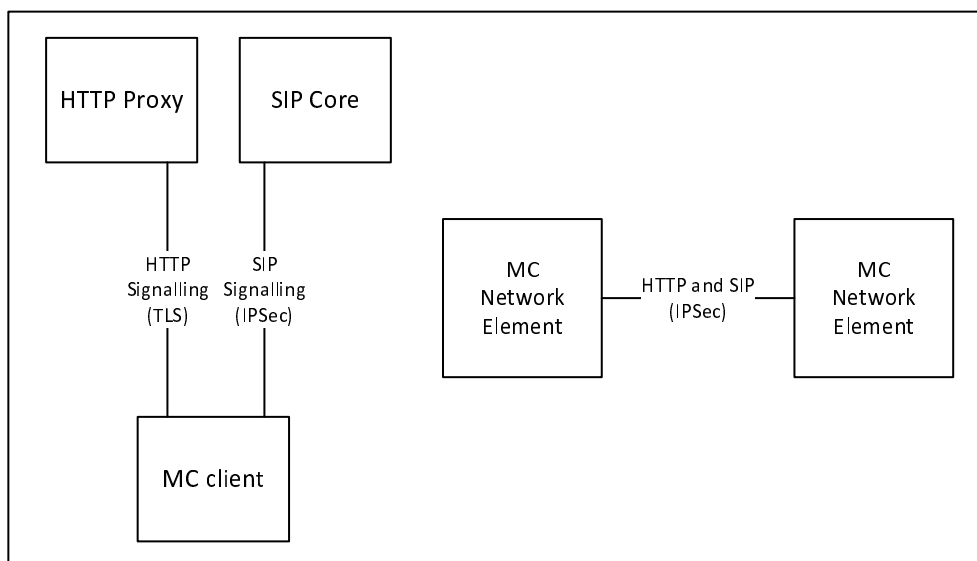 HTTP Proxy
SIP Core
HTTP
Signalling
(TLS)
SIP
Signalling
(IPSec)
MC client
MC
Network
Element
HTTP and SIP
(IPSec)
MC
Network
Element